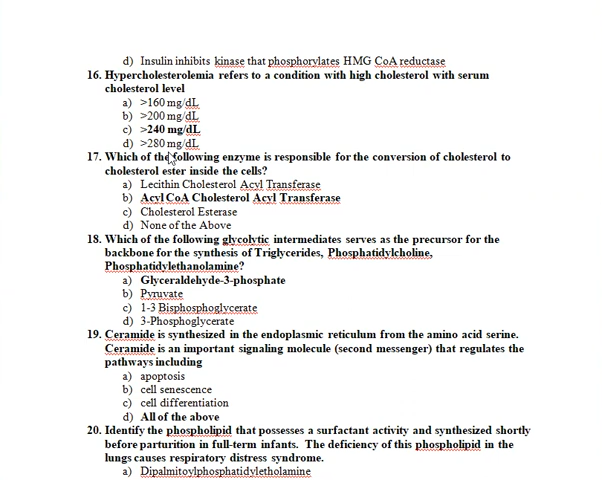 d) Insulin inhibits kinase that phosphorylates HMG CoA reductase
16. Hypercholesterolemia refers to a condition with high cholesterol with serum
cholesterol level
a) >160 mg/dL
b) >200 mg/dL
c) >240 mg/dL
d) >280 mg/dL
17. Which of the following enzyme is responsible for the conversion of cholesterol to
cholesterol ester inside the cells?
a) Lecithin Cholesterol Acyl Transferase
b) Acyl CoA Cholesterol Acyl Transferase
c) Cholesterol Esterase
d) None of the Above
18. Which of the following glycolytic intermediates serves as the precursor for the
backbone for the synthesis of Triglycerides, Phosphatidylcholine,
Phosphatidylethanolamine?
a) Glyceraldehyde-3-phosphate
b) Pyruvate
c) 1-3 Bisphosphoglycerate
d) 3-Phosphoglycerate
19. Ceramide is synthesized in the endoplasmic reticulum from the amino acid serine.
Ceramide is an important signaling molecule (second messenger) that regulates the
pathways including
a) apoptosis
b) cell senescence
c) cell differentiation
d) All of the above
20. Identify the phospholipid that possesses a surfactant activity and synthesized shortly
before parturition in full-term infants. The deficiency of this phospholipid in the
lungs causes respiratory distress syndrome.
a) Dipalmitoylphosphatidyletholamine